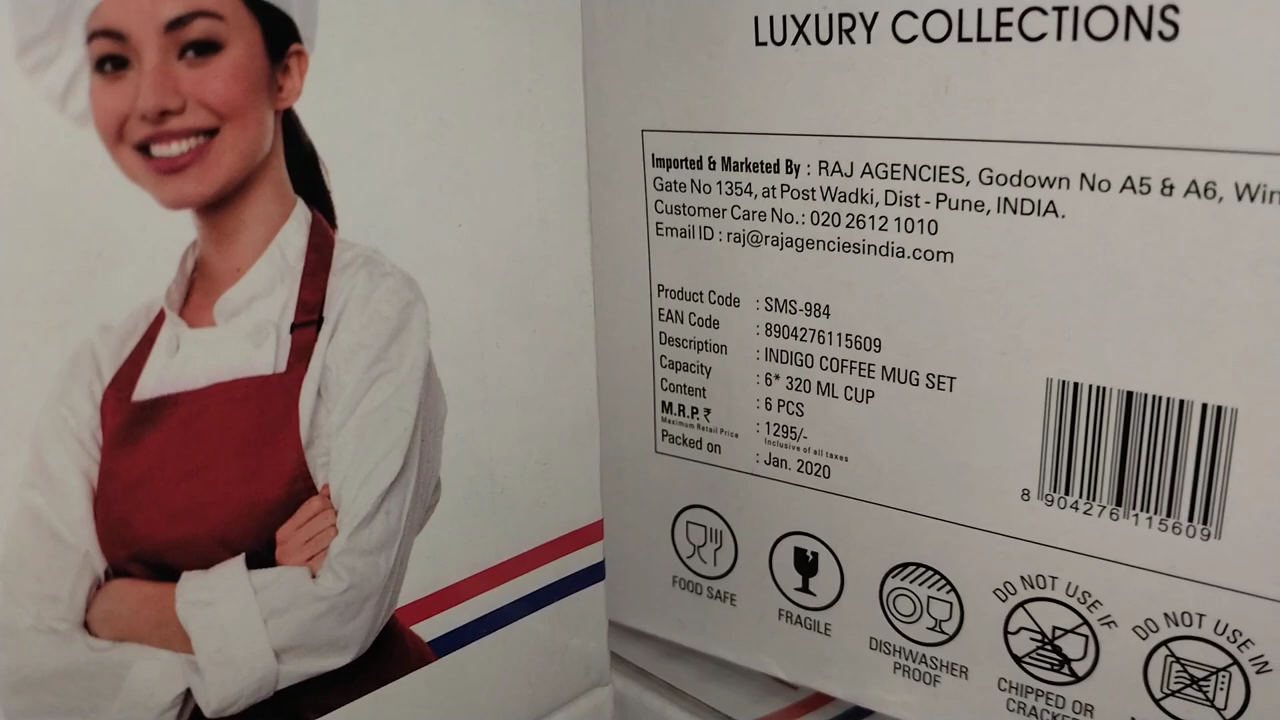 LUXURY COLLECTIONS
Imported & Marketed By : RAJ AGENCIES, Godown No A5 & A6,
Gate No 1354, at Post Wadki, Dist - Pune, INDIA.
Customer Care No.: 020 2612 1010
Email ID : raj@rajagenciesindia.com
Product Code : SMS-984
EAN Code : 8904276115609
Description : INDIGO COFFEE MUG SET
Capacity : 6* 320 ML CUP
Content : 6 PCS
M.R.P. ₹ : 1295/-
Maximum Retail Price Inclusive of all taxes
Packed on : Jan. 2020
8 904276 115609
FOOD SAFE
FRAGILE
DISHWASHER
PROOF
DO NOT USE IF
CHIPPED OR
CRACKED
DO NOT USE IN